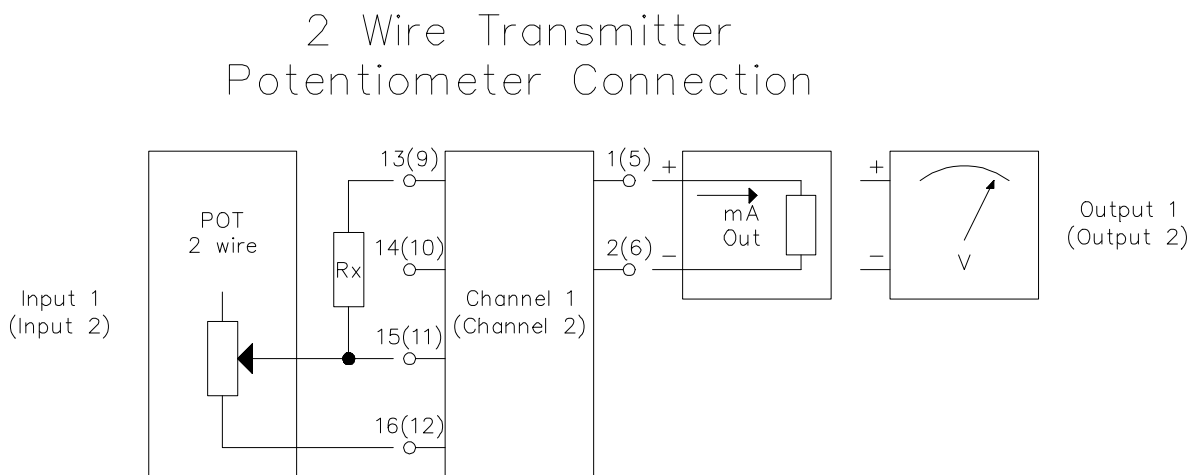 2 Wire Transmitter
Potentiometer Connection
13(9)
1(5)
+
+
POT
2 wire
mA
Out
Output 1
(Output 2)
14(10)
Rx
2(6)
−
−
V
Input 1
(Input 2)
Channel 1
(Channel 2)
15(11)
16(12)